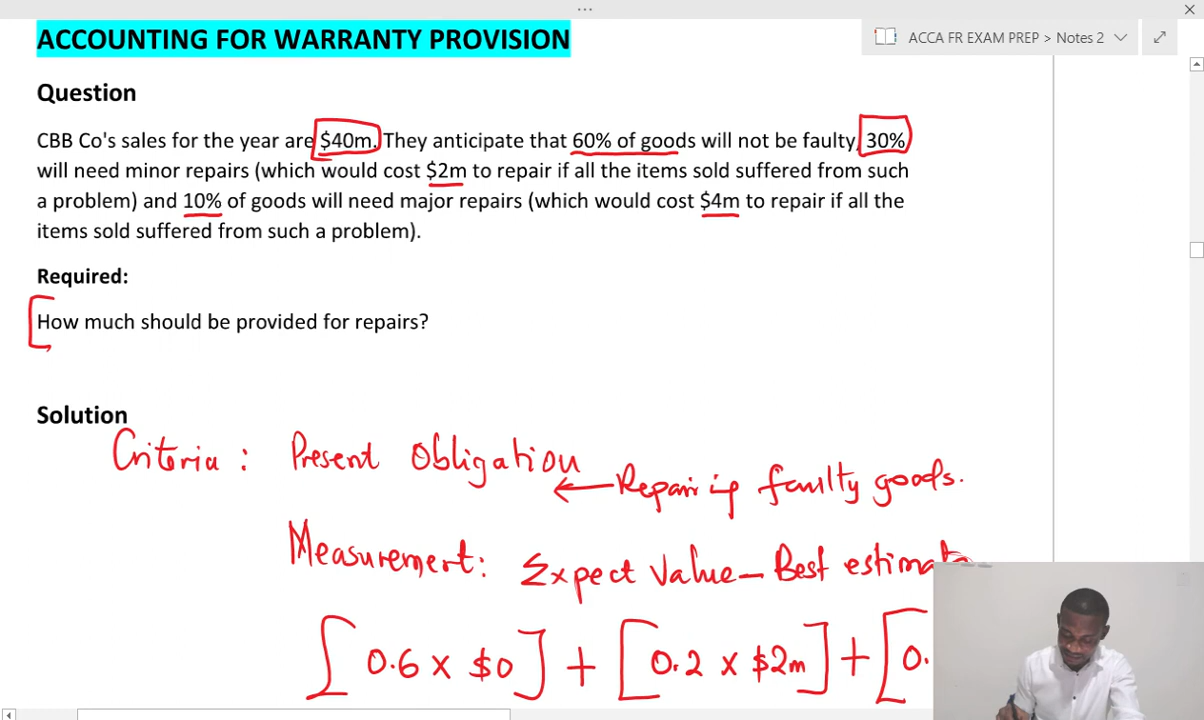 ACCOUNTING FOR WARRANTY PROVISION
ACCA FR EXAM PREP > Notes 2
Question
CBB Co's sales for the year are $40m. They anticipate that 60% of goods will not be faulty, 30%
will need minor repairs (which would cost $2m to repair if all the items sold suffered from such
a problem) and 10% of goods will need major repairs (which would cost $4m to repair if all the
items sold suffered from such a problem).
Required:
How much should be provided for repairs?
Solution
Criteria : Present Obligation
Repair if faulty goods.
Measurement: Expect Value – Best
[ 0.6 x $0 ] + [ 0.2 x $2m ] + [ 0.